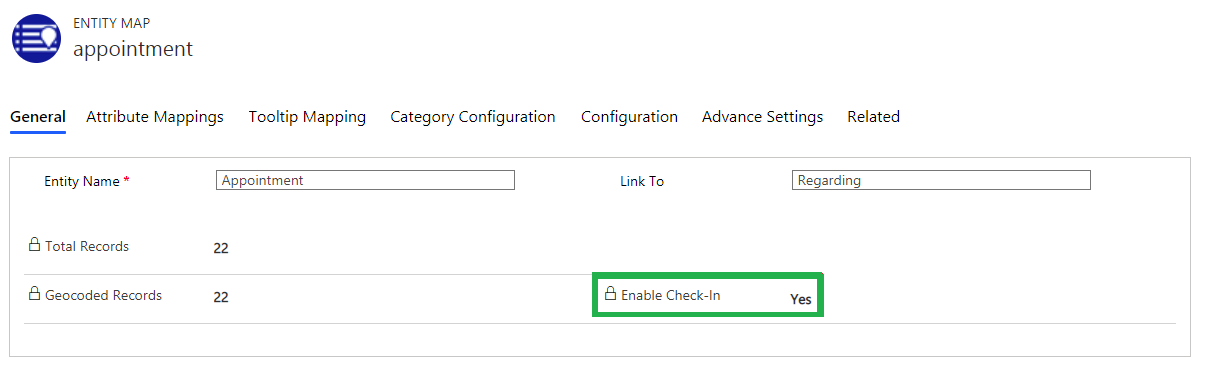 ENTITY MAP
appointment
General Attribute Mappings Tooltip Mapping Category Configuration Configuration Advance Settings Related
Entity Name * Appointment Link To Regarding
Total Records 22
Geocoded Records 22 Enable Check-In Yes